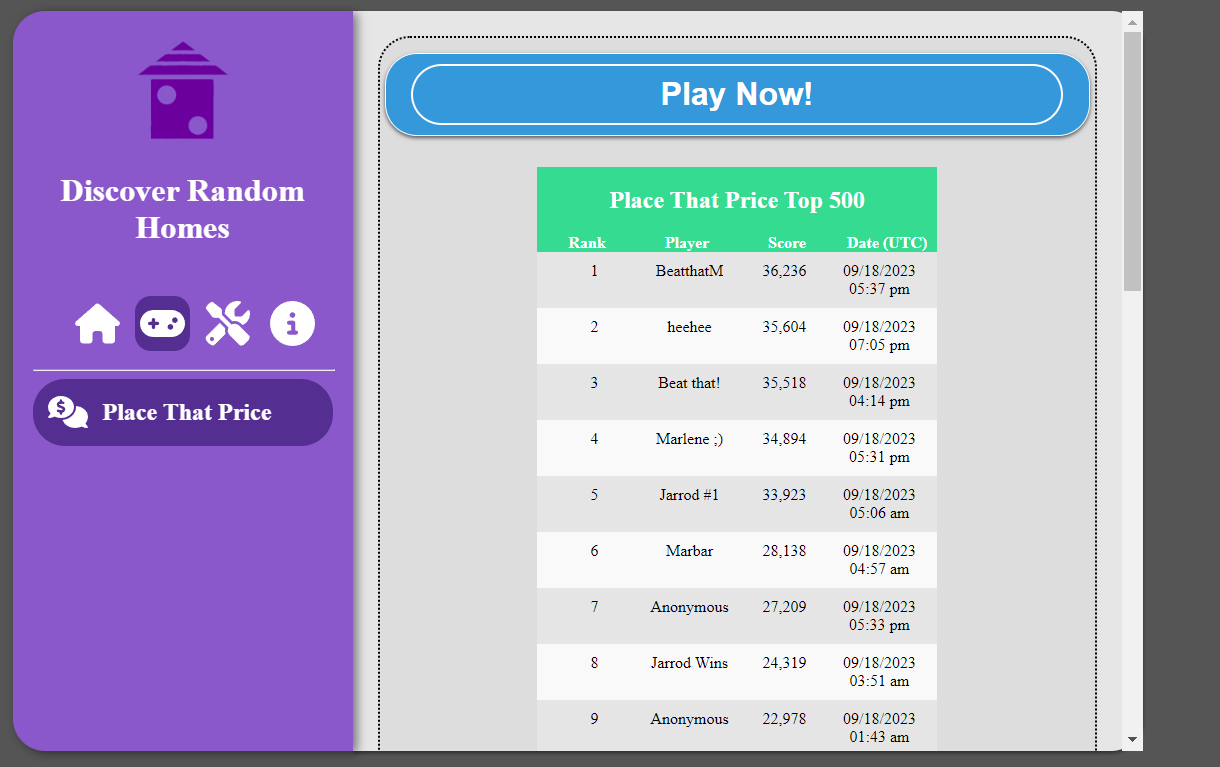 Discover Random
Homes
Place That Price
Play Now!
Place That Price Top 500
Rank Player Score Date (UTC)
1 BeatthatM 36,236 09/18/2023
05:37 pm
2 heehee 35,604 09/18/2023
07:05 pm
3 Beat that! 35,518 09/18/2023
04:14 pm
4 Marlene ;) 34,894 09/18/2023
05:31 pm
5 Jarrod #1 33,923 09/18/2023
05:06 am
6 Marbar 28,138 09/18/2023
04:57 am
7 Anonymous 27,209 09/18/2023
05:33 pm
8 Jarrod Wins 24,319 09/18/2023
03:51 am
9 Anonymous 22,978 09/18/2023
01:43 am